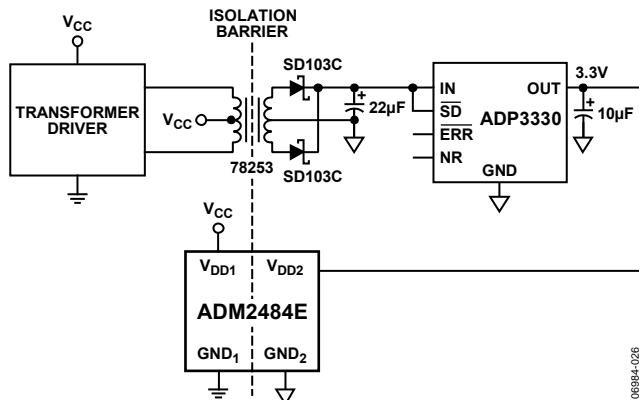 ISOLATION
BARRIER
VCC
SD103C
TRANSFORMER
DRIVER
VCC
22µF
78253
SD103C
IN
SD
ERR
NR
OUT
ADP3330
GND
3.3V
10µF
VCC
VDD1
VDD2
ADM2484E
GND1
GND2
06984-026